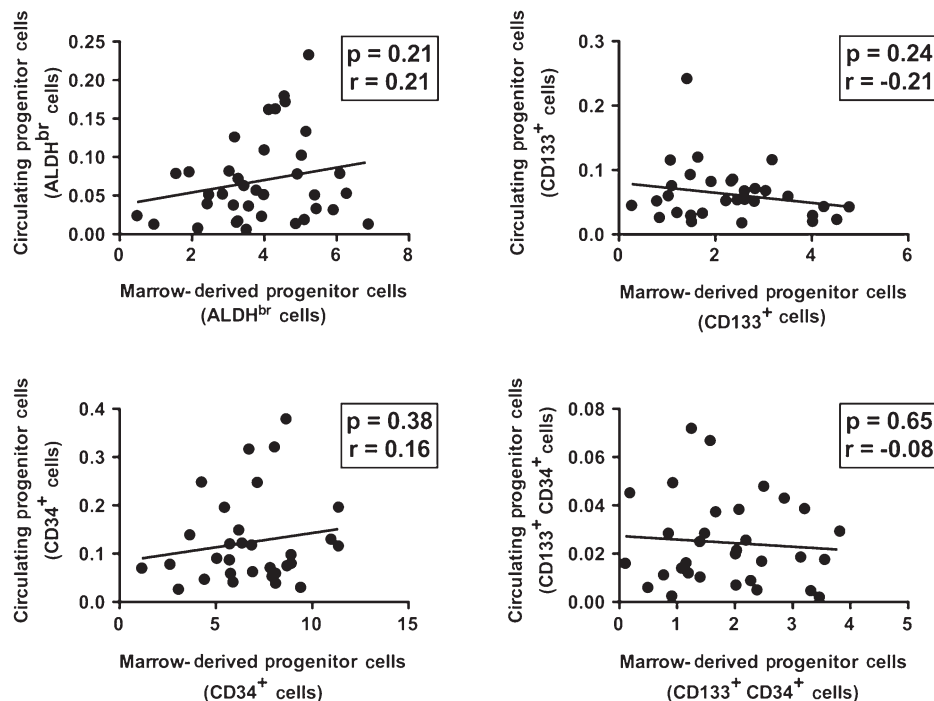 Circulating progenitor cells
(ALDHbr cells)
0.25
0.20
0.15
0.10
0.05
0.00
p = 0.21
r = 0.21
0 2 4 6 8
Marrow-derived progenitor cells
(ALDHbr cells)
Circulating progenitor cells
(CD133+ cells)
0.3
0.2
0.1
0.0
p = 0.24
r = -0.21
0 2 4 6
Marrow-derived progenitor cells
(CD133+ cells)
Circulating progenitor cells
(CD34+ cells)
0.4
0.3
0.2
0.1
0.0
p = 0.38
r = 0.16
0 5 10 15
Marrow-derived progenitor cells
(CD34+ cells)
Circulating progenitor cells
(CD133+ CD34+ cells)
0.08
0.06
0.04
0.02
0.00
p = 0.65
r = -0.08
0 1 2 3 4 5
Marrow-derived progenitor cells
(CD133+ CD34+ cells)